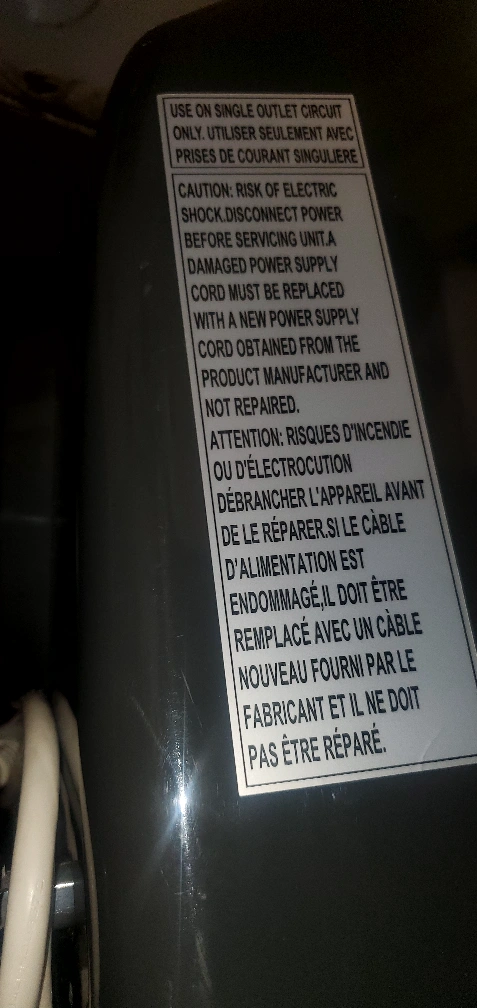 USE ON SINGLE OUTLET CIRCUIT
ONLY. UTILISER SEULEMENT AVEC
PRISES DE COURANT SINGULIERE
CAUTION: RISK OF ELECTRIC
SHOCK.DISCONNECT POWER
BEFORE SERVICING UNIT.A
DAMAGED POWER SUPPLY
CORD MUST BE REPLACED
WITH A NEW POWER SUPPLY
CORD OBTAINED FROM THE
PRODUCT MANUFACTURER AND
NOT REPAIRED.
ATTENTION: RISQUES D'INCENDIE
OU D'ÉLECTROCUTION
DÉBRANCHER L'APPAREIL AVANT
DE LE RÉPARER.SI LE CÀBLE
D'ALIMENTATION EST
ENDOMMAGÉ,IL DOIT ÊTRE
REMPLACÉ AVEC UN CÀBLE
NOUVEAU FOURNI PAR LE
FABRICANT ET IL NE DOIT
PAS ÊTRE RÉPARÉ.